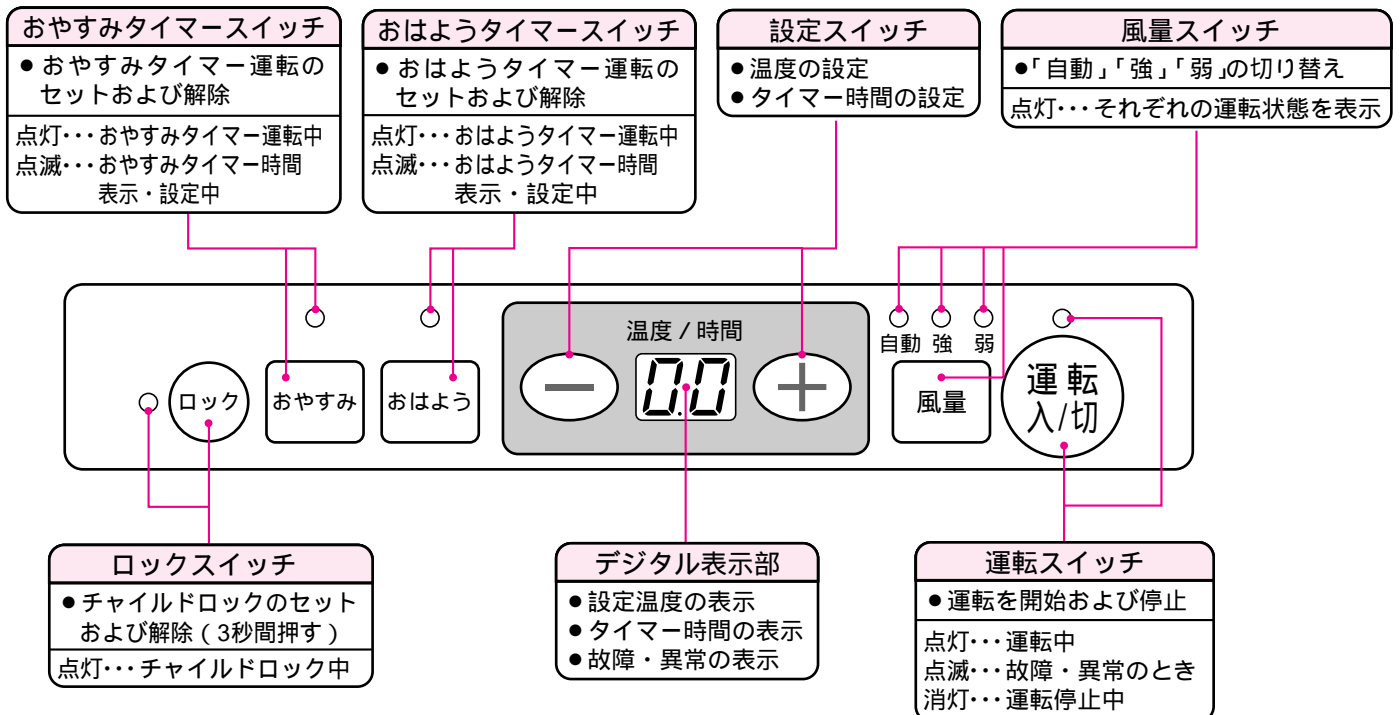 おやすみタイマースイッチ
●おやすみタイマー運転の
セットおよび解除
点灯･･･おやすみタイマー運転中
点滅･･･おやすみタイマー時間
表示・設定中
おはようタイマースイッチ
●おはようタイマー運転の
セットおよび解除
点灯･･･おはようタイマー運転中
点滅･･･おはようタイマー時間
表示・設定中
設定スイッチ
●温度の設定
●タイマー時間の設定
風量スイッチ
●「自動」「強」「弱」の切り替え
点灯･･･それぞれの運転状態を表示
ロック
おやすみ
おはよう
温度 / 時間
－
0.0
＋
自動 強 弱
風量
運転
入/切
ロックスイッチ
●チャイルドロックのセット
および解除（3秒間押す）
点灯･･･チャイルドロック中
デジタル表示部
●設定温度の表示
●タイマー時間の表示
●故障・異常の表示
運転スイッチ
●運転を開始および停止
点灯･･･運転中
点滅･･･故障・異常のとき
消灯･･･運転停止中